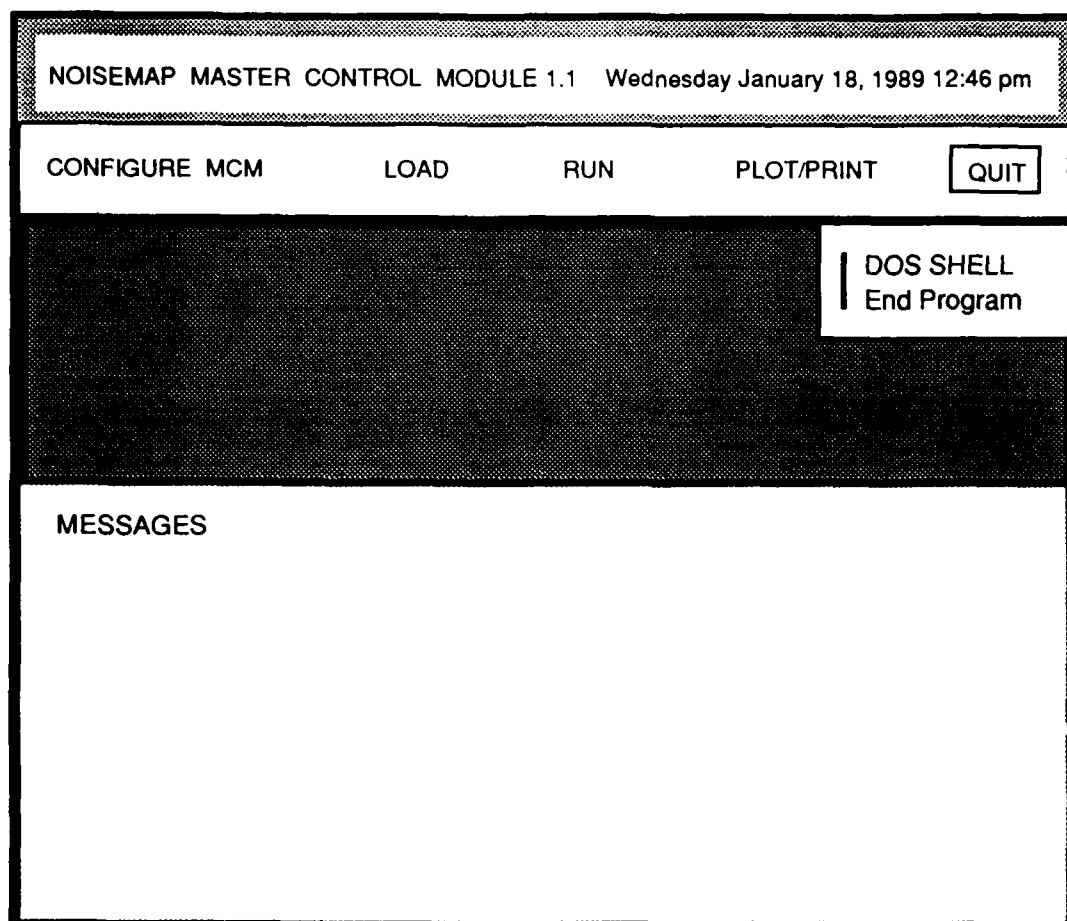 NOISEMAP MASTER CONTROL MODULE 1.1 Wednesday January 18, 1989 12:46 pm
CONFIGURE MCM LOAD RUN PLOT/PRINT QUIT
DOS SHELL
End Program
MESSAGES